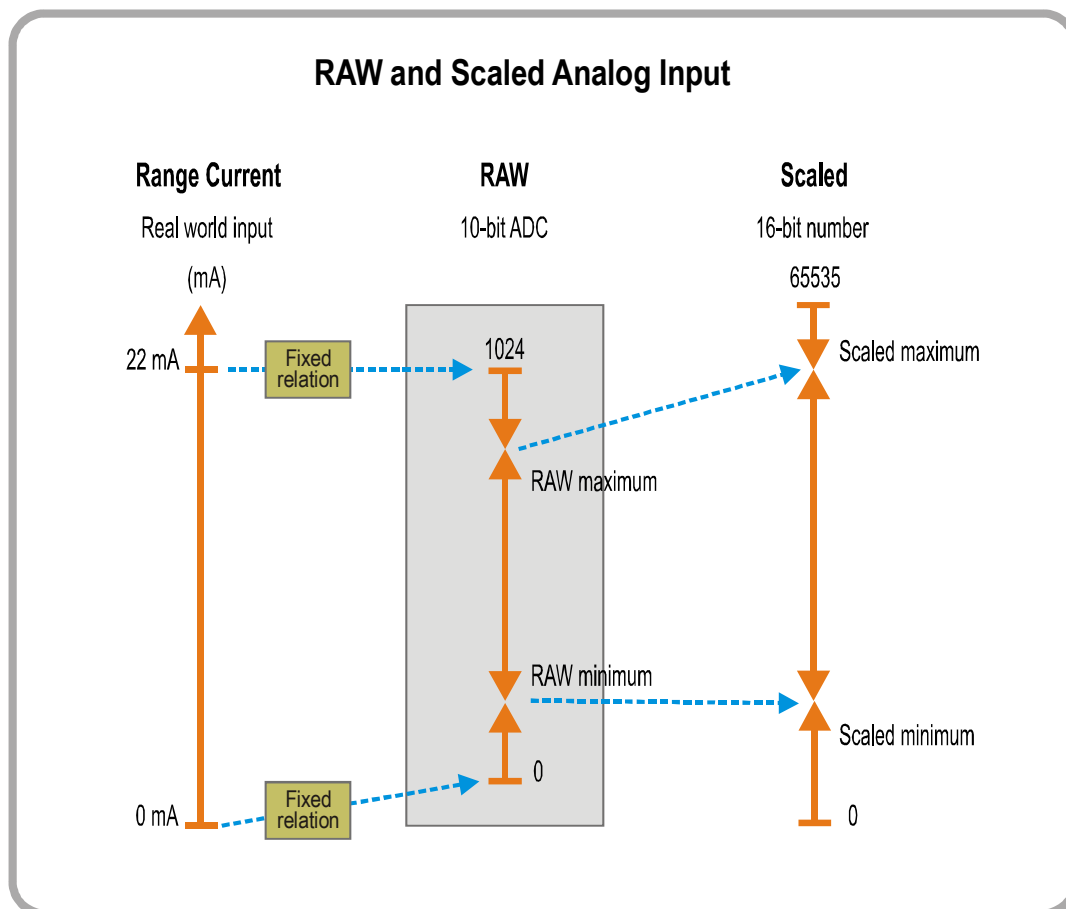 RAW and Scaled Analog Input
Range Current
RAW
Scaled
Real world input
10-bit ADC
16-bit number
(mA)
65535
22 mA
Fixed
relation
1024
Scaled maximum
RAW maximum
RAW minimum
Scaled minimum
0
0 mA
Fixed
relation
0